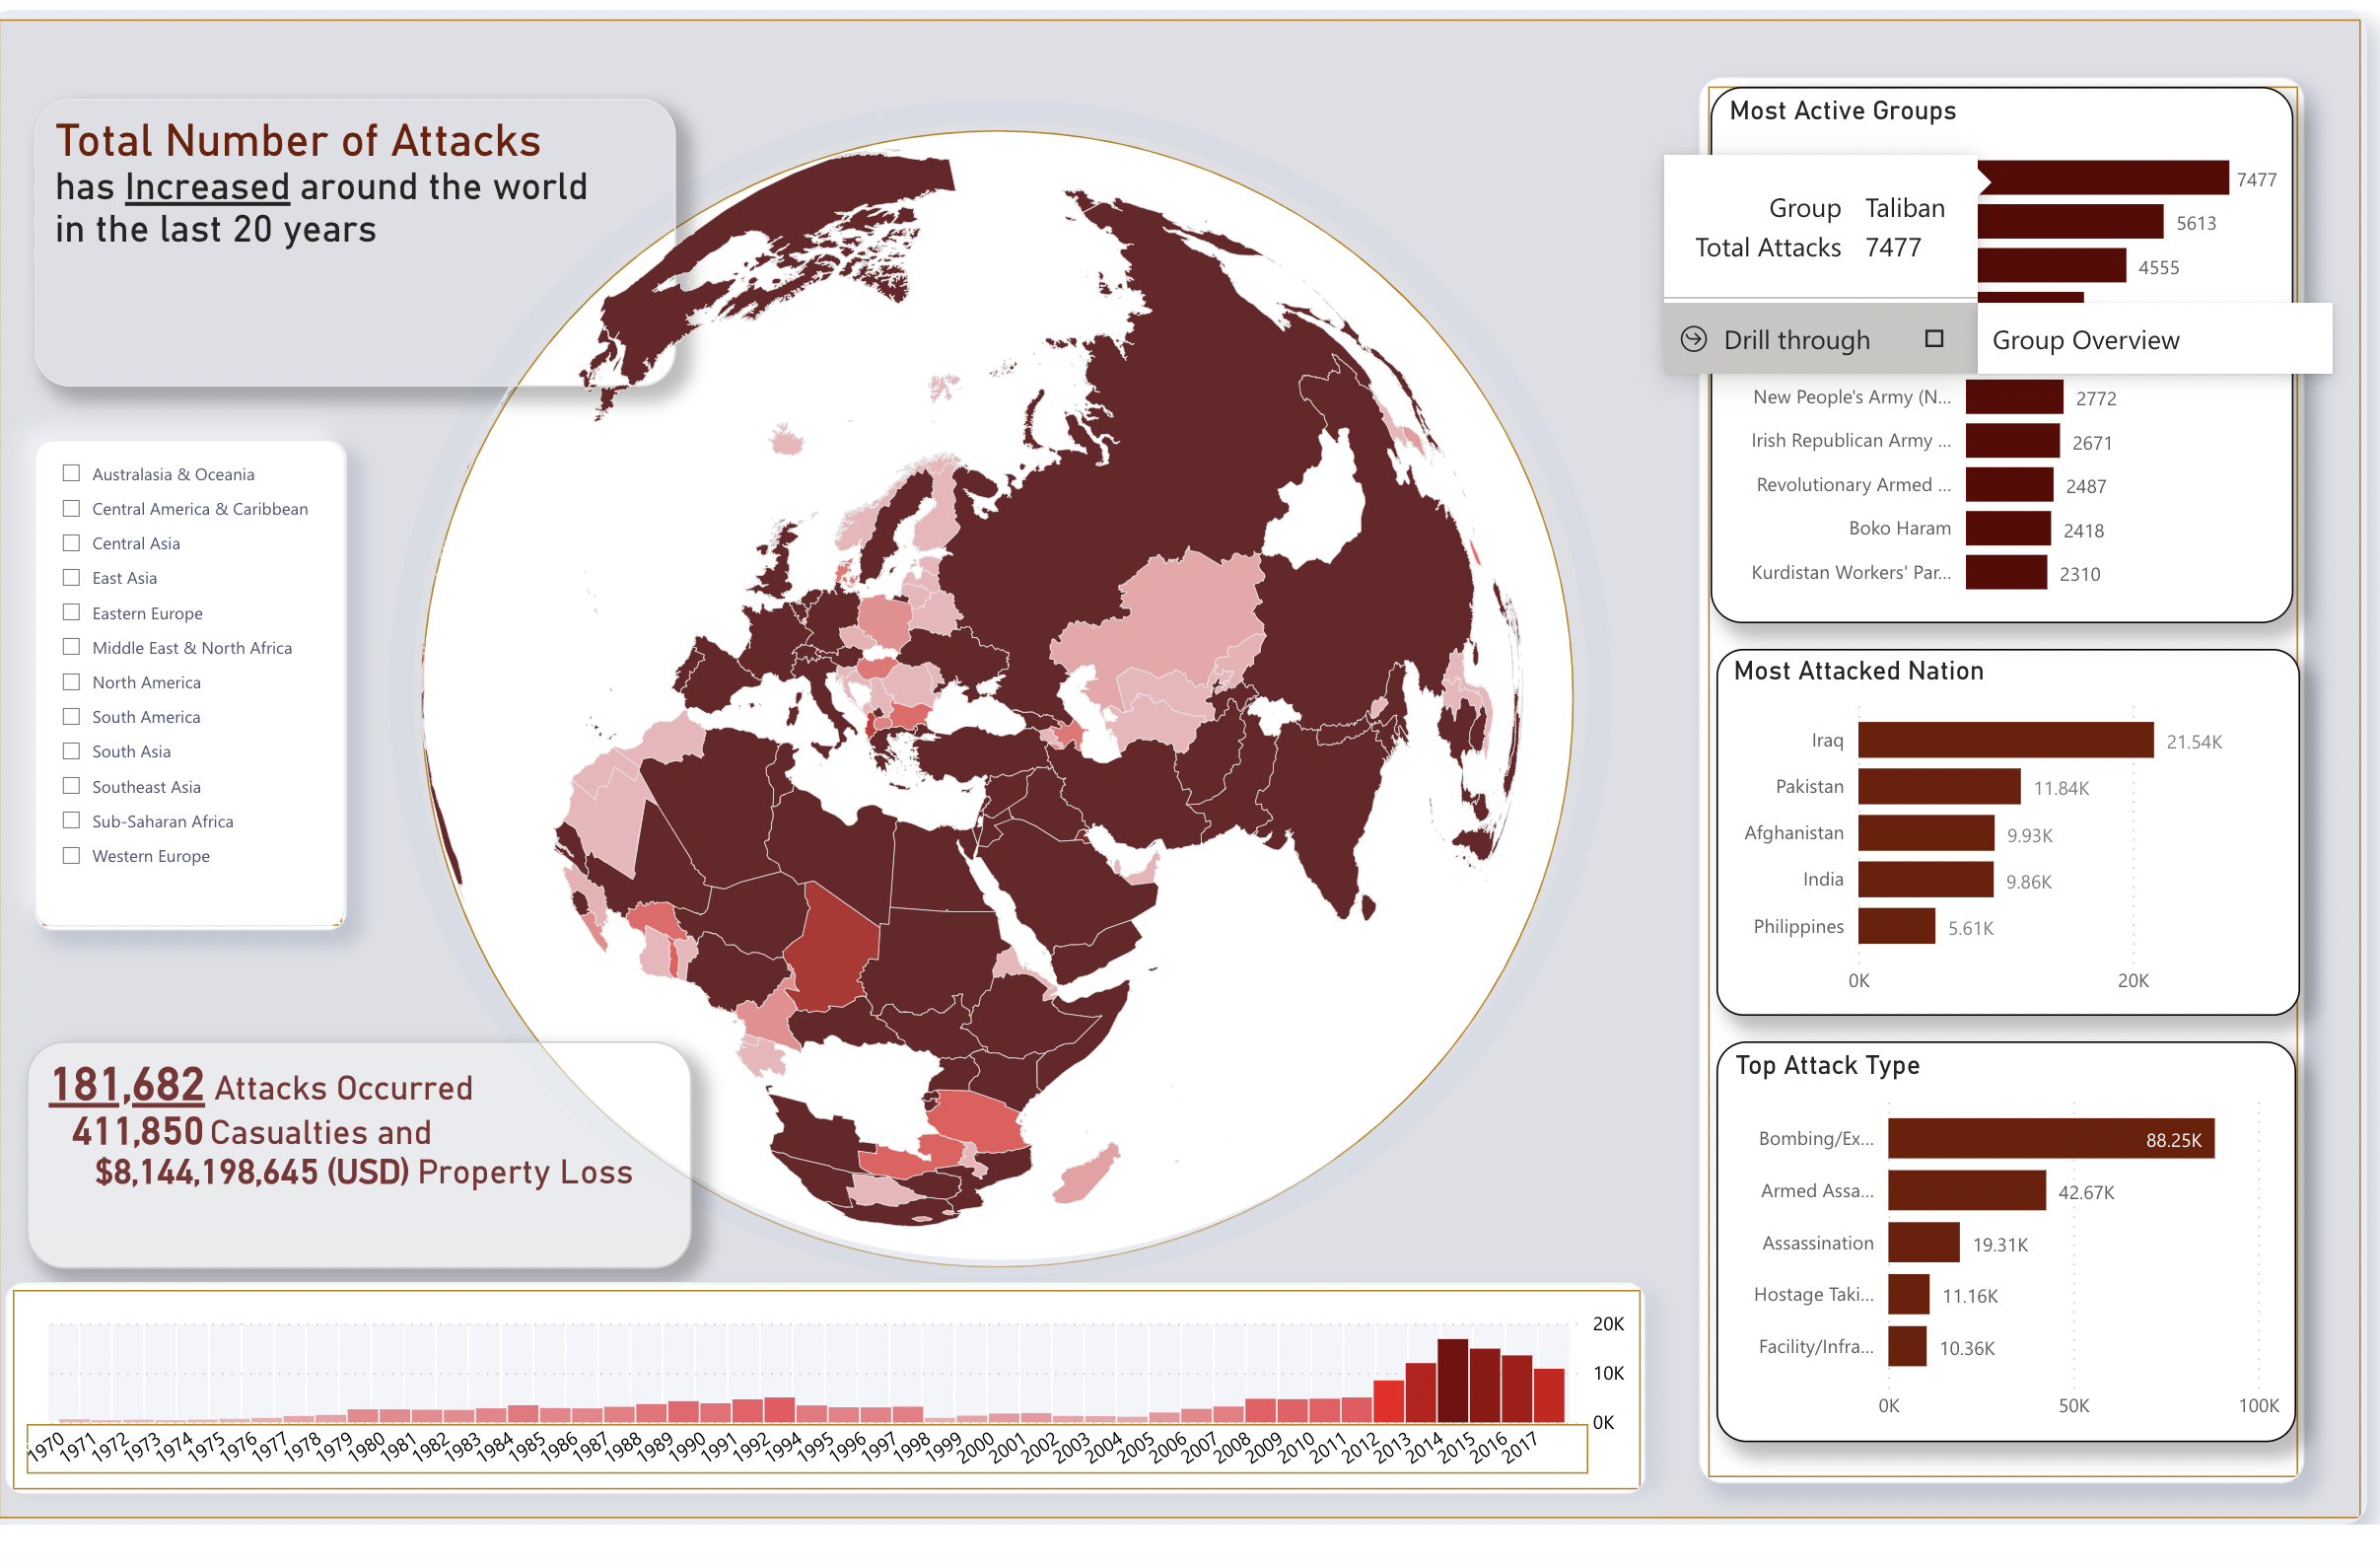 Total Number of Attacks
has Increased around the world
in the last 20 years
Australasia & Oceania
Central America & Caribbean
Central Asia
East Asia
Eastern Europe
Middle East & North Africa
North America
South America
South Asia
Southeast Asia
Sub-Saharan Africa
Western Europe
181,682 Attacks Occurred
411,850 Casualties and
$8,144,198,645 (USD) Property Loss
20K
10K
0K
1970 1971 1972 1973 1974 1975 1976 1977 1978 1979 1980 1981 1982 1983 1984 1985 1986 1987 1988 1989 1990 1991 1992 1994 1995 1996 1997 1998 1999 2000 2001 2002 2003 2004 2005 2006 2007 2008 2009 2010 2011 2012 2013 2014 2015 2016 2017
Most Active Groups
7477
5613
4555
Group Taliban
Total Attacks 7477
Drill through
Group Overview
New People's Army (N... 2772
Irish Republican Army ... 2671
Revolutionary Armed ... 2487
Boko Haram 2418
Kurdistan Workers' Par... 2310
Most Attacked Nation
Iraq 21.54K
Pakistan 11.84K
Afghanistan 9.93K
India 9.86K
Philippines 5.61K
0K 20K
Top Attack Type
Bombing/Ex... 88.25K
Armed Assa... 42.67K
Assassination 19.31K
Hostage Taki... 11.16K
Facility/Infra... 10.36K
0K 50K 100K